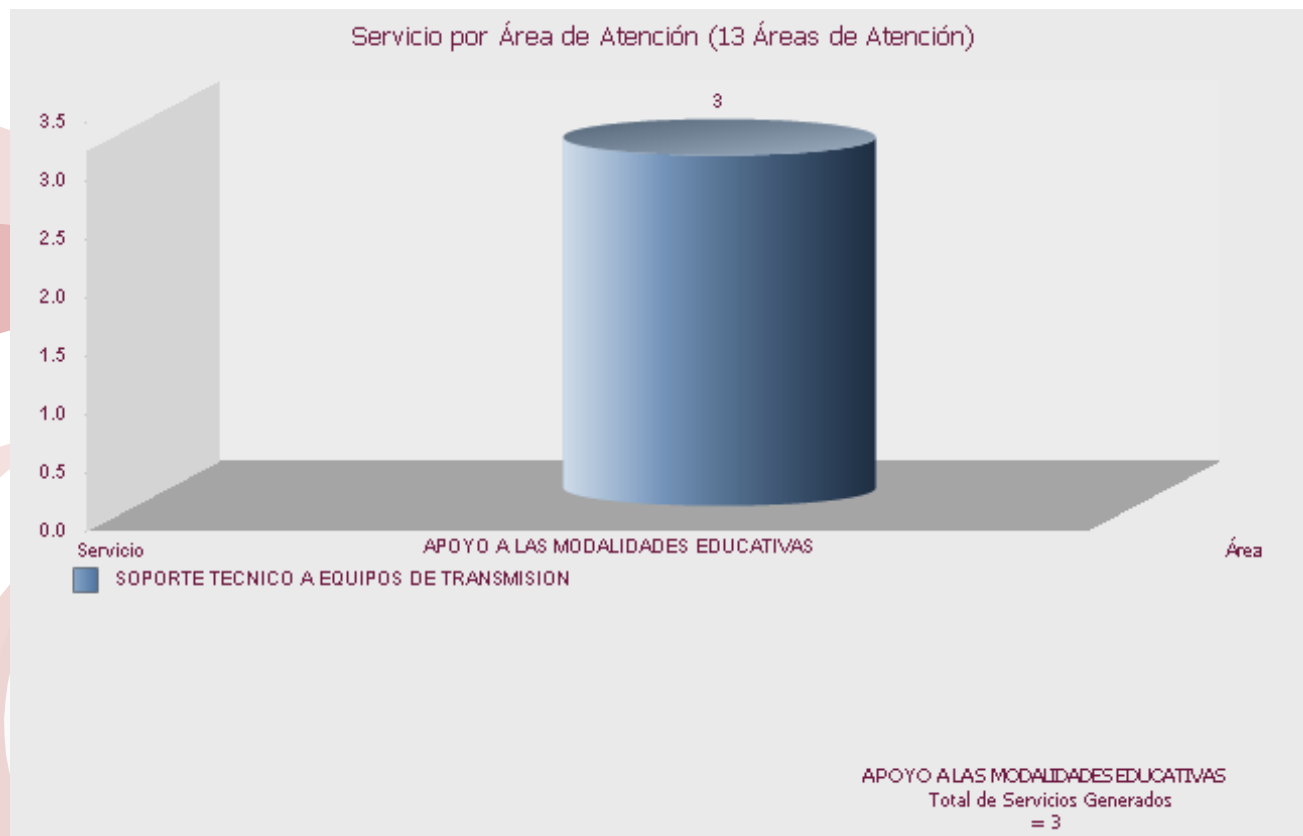 Servicio por Área de Atención (13 Áreas de Atención)
3
3.5
3.0
2.5
2.0
1.5
1.0
0.5
0.0
Servicio
APOYO A LAS MODALIDADES EDUCATIVAS
Área
SOPORTE TECNICO A EQUIPOS DE TRANSMISION
APOYO A LAS MODALIDADES EDUCATIVAS
Total de Servicios Generados
= 3